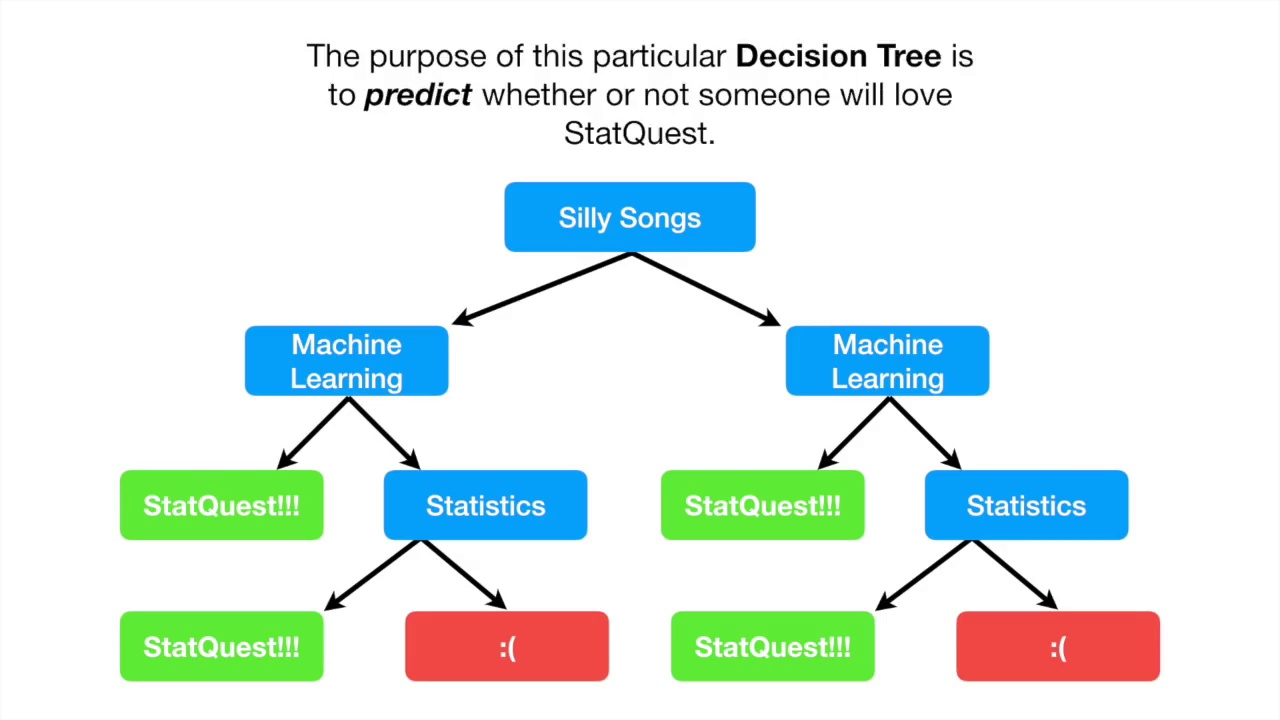 The purpose of this particular Decision Tree is
to predict whether or not someone will love
StatQuest.
Silly Songs
Machine
Learning
Machine
Learning
StatQuest!!!
Statistics
StatQuest!!!
Statistics
StatQuest!!!
:(
StatQuest!!!
:(